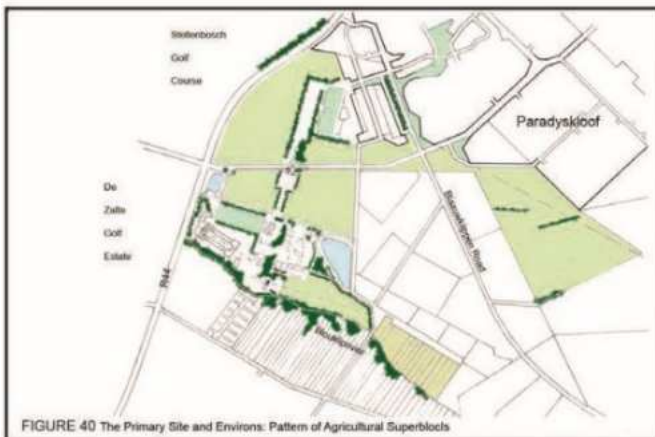 Stellenbosch
Golf
Course
Paradyskloof
De
Zalze
Golf
Estate
R44
Blaauwklippen Road
FIGURE 40 The Primary Site and Environs: Pattern of Agricultural Superblocls